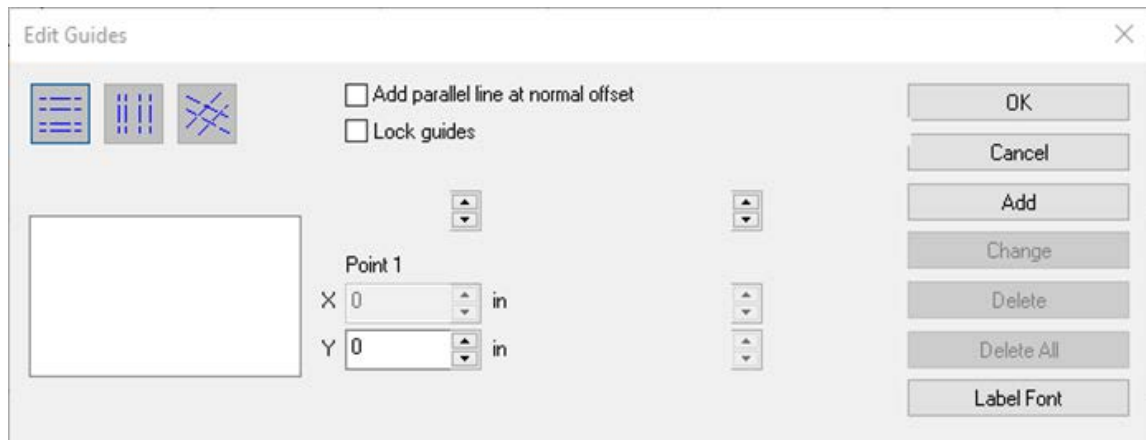 Edit Guides
Add parallel line at normal offset
Lock guides
OK
Cancel
Add
Change
Delete
Delete All
Label Font
Point 1
X 0 in
Y 0 in